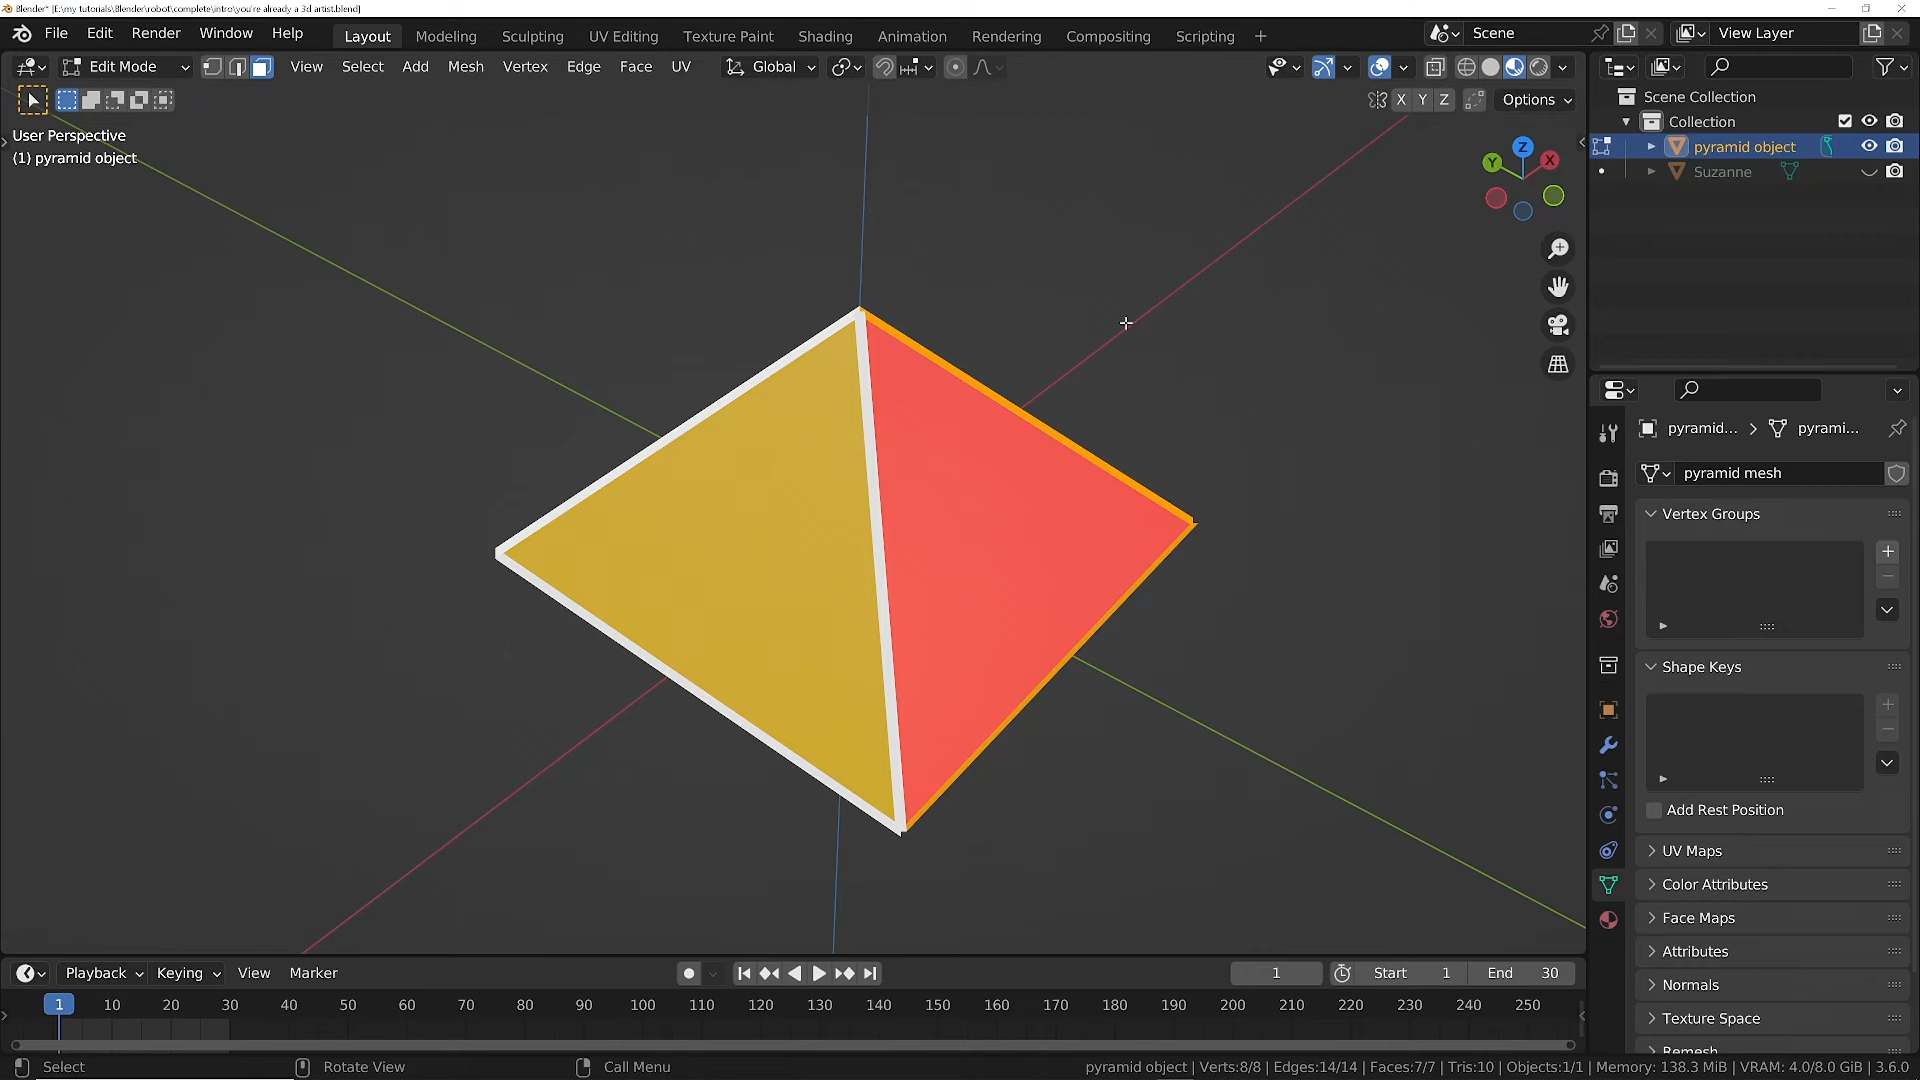 Blender* [E:\my tutorials\Blender\robot\complete\intro\you're already a 3d artist.blend]
File Edit Render Window Help Layout Modeling Sculpting UV Editing Texture Paint Shading Animation Rendering Compositing Scripting + Scene View Layer
Edit Mode View Select Add Mesh Vertex Edge Face UV Global
X Y Z Options
User Perspective
(1) pyramid object
Z
Y X
Scene Collection
Collection
pyramid object
Suzanne
pyramid... > pyrami...
pyramid mesh
Vertex Groups
Shape Keys
Add Rest Position
UV Maps
Color Attributes
Face Maps
Attributes
Normals
Texture Space
Remesh
Playback Keying View Marker 1 Start 1 End 30
1 10 20 30 40 50 60 70 80 90 100 110 120 130 140 150 160 170 180 190 200 210 220 230 240 250
Select Rotate View Call Menu pyramid object | Verts:8/8 | Edges:14/14 | Faces:7/7 | Tris:10 | Objects:1/1 | Memory: 138.3 MiB | VRAM: 4.0/8.0 GiB | 3.6.0